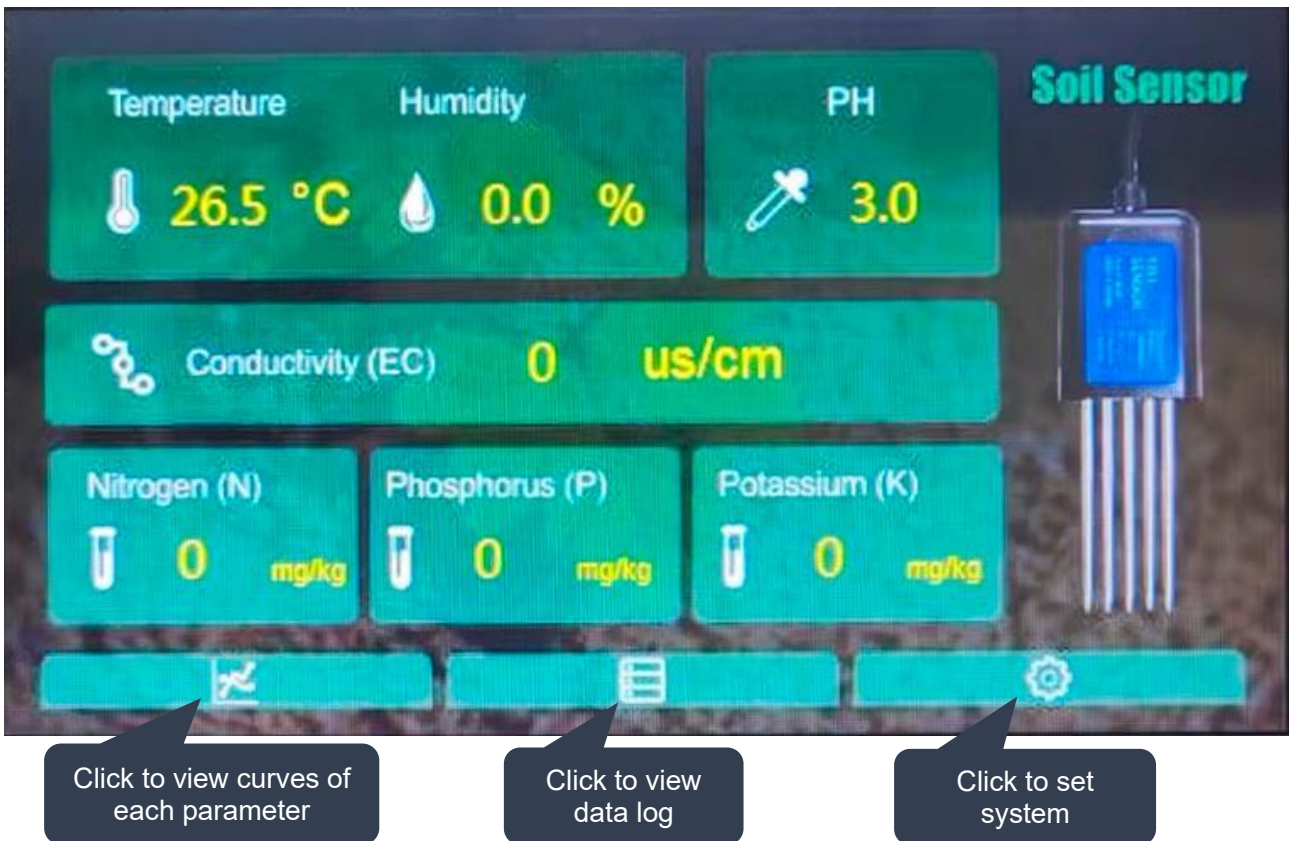 Temperature Humidity PH Soil Sensor
26.5 °C 0.0 % 3.0
Conductivity (EC) 0 us/cm
Nitrogen (N) Phosphorus (P) Potassium (K)
0 mg/kg 0 mg/kg 0 mg/kg
Click to view curves of
each parameter
Click to view
data log
Click to set
system